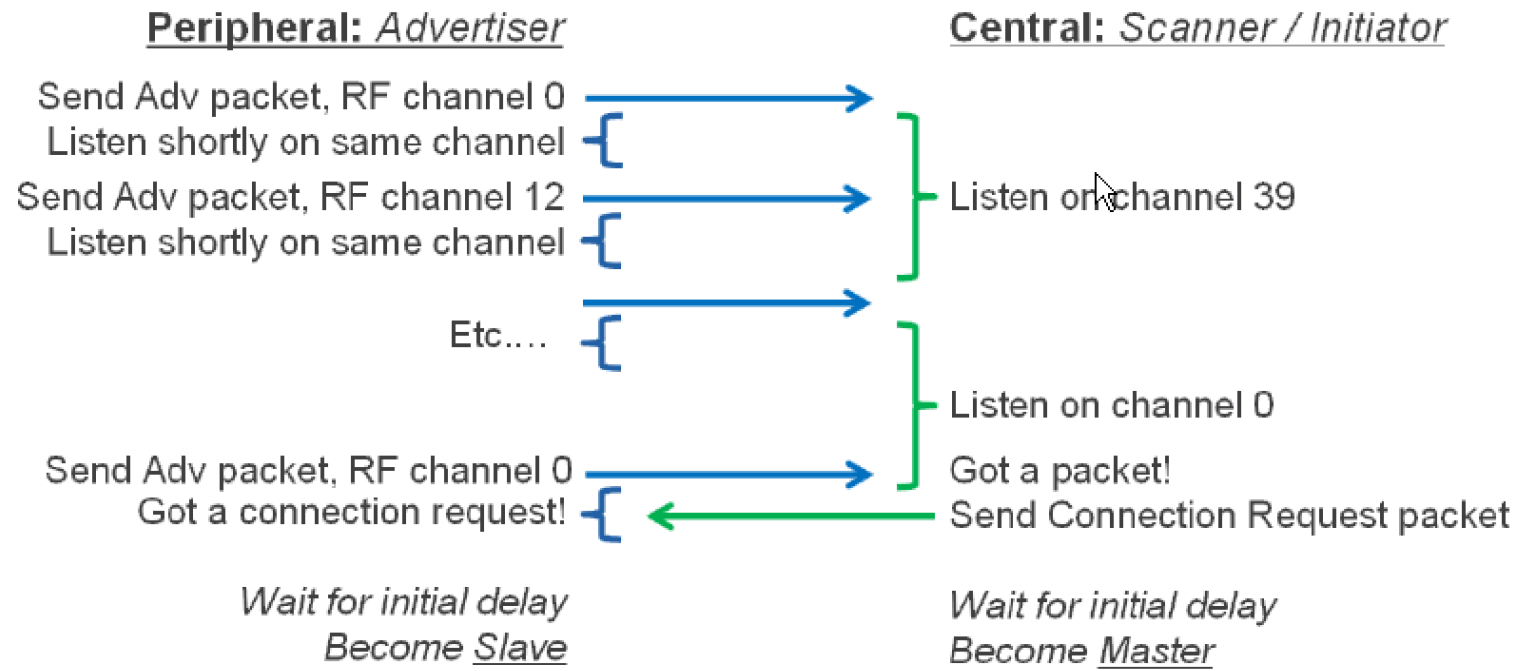 Peripheral: Advertiser
Send Adv packet, RF channel 0
Listen shortly on same channel
Send Adv packet, RF channel 12
Listen shortly on same channel
Etc....
Send Adv packet, RF channel 0
Got a connection request!
Wait for initial delay
Become Slave
Central: Scanner / Initiator
Listen on channel 39
Listen on channel 0
Got a packet!
Send Connection Request packet
Wait for initial delay
Become Master